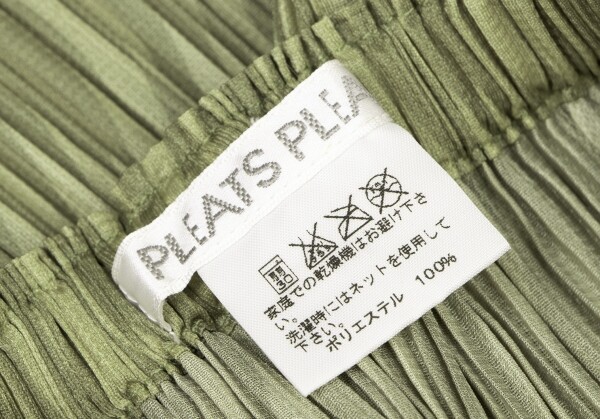 PLEATS PLEA
家庭での乾燥機はお避け下さ
い。
洗濯時にはネットを使用して
下さい。
ポリエステル 100%